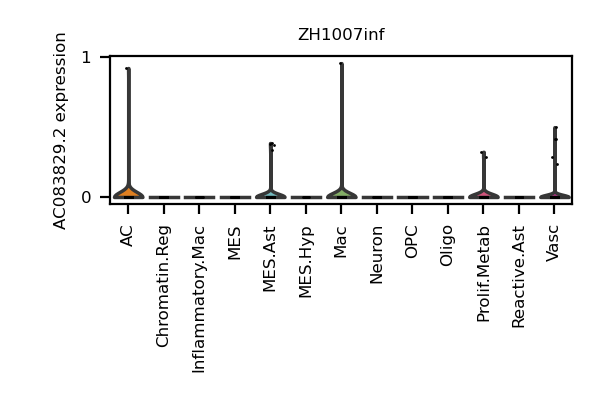 ZH1007inf
AC083829.2 expression
1
0
AC
Chromatin.Reg
Inflammatory.Mac
MES
MES.Ast
MES.Hyp
Mac
Neuron
OPC
Oligo
Prolif.Metab
Reactive.Ast
Vasc